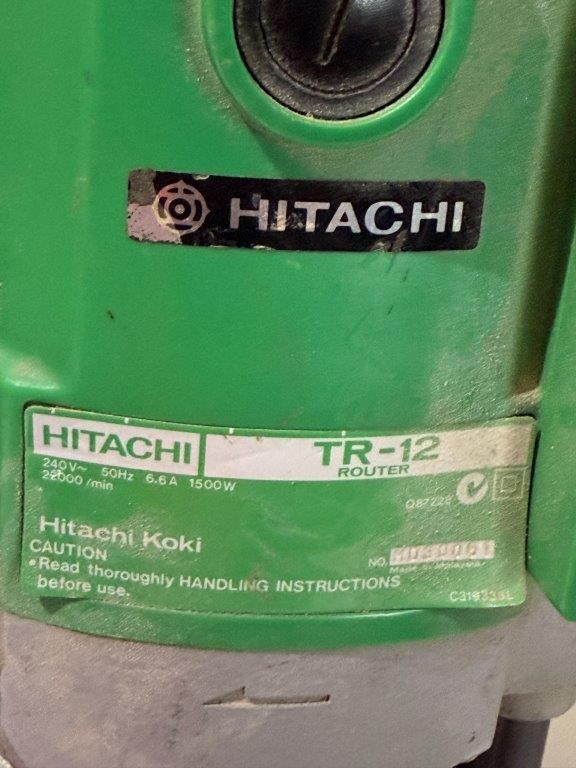 HITACHI
HITACHI
TR-12
ROUTER
240V~ 50Hz 6.6A 1500W
22000/min
Hitachi Koki
NO.
CAUTION
•Read thoroughly HANDLING INSTRUCTIONS
before use.